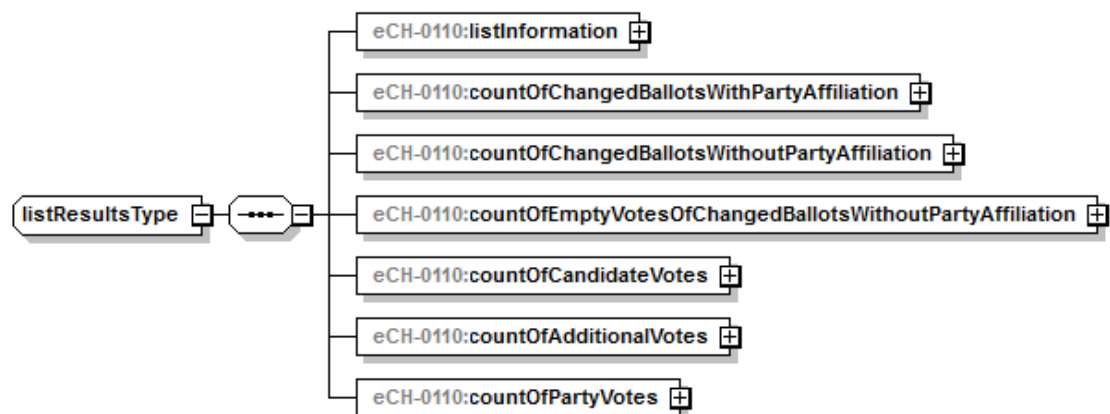 eCH-0110:listInformation
eCH-0110:countOfChangedBallotsWithPartyAffiliation
eCH-0110:countOfChangedBallotsWithoutPartyAffiliation
listResultsType
eCH-0110:countOfEmptyVotesOfChangedBallotsWithoutPartyAffiliation
eCH-0110:countOfCandidateVotes
eCH-0110:countOfAdditionalVotes
eCH-0110:countOfPartyVotes